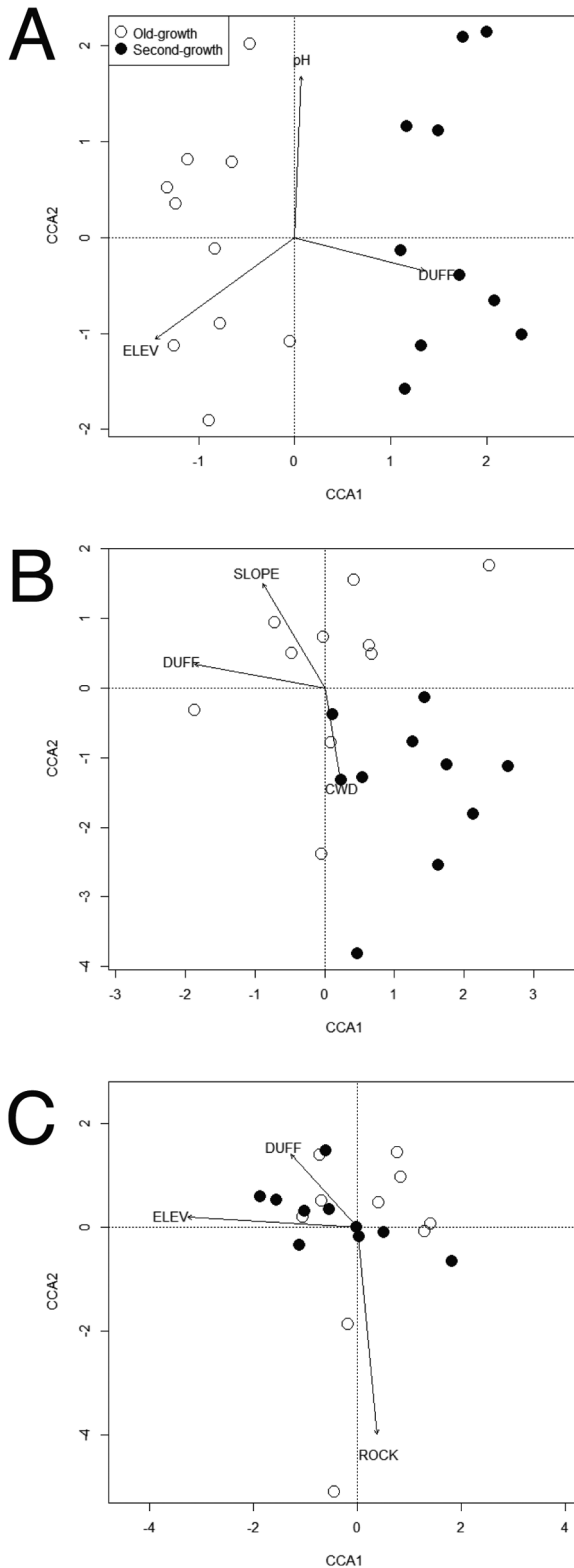 A
Old-growth
Second-growth
pH
DUFF
ELEV
2
1
0
-1
-2
CCA2
-1
0
1
2
CCA1
B
SLOPE
DUFF
CWD
2
1
0
-1
-2
-3
-4
CCA2
-3
-2
-1
0
1
2
3
CCA1
C
DUFF
ELEV
ROCK
2
0
-2
-4
CCA2
-4
-2
0
2
4
CCA1